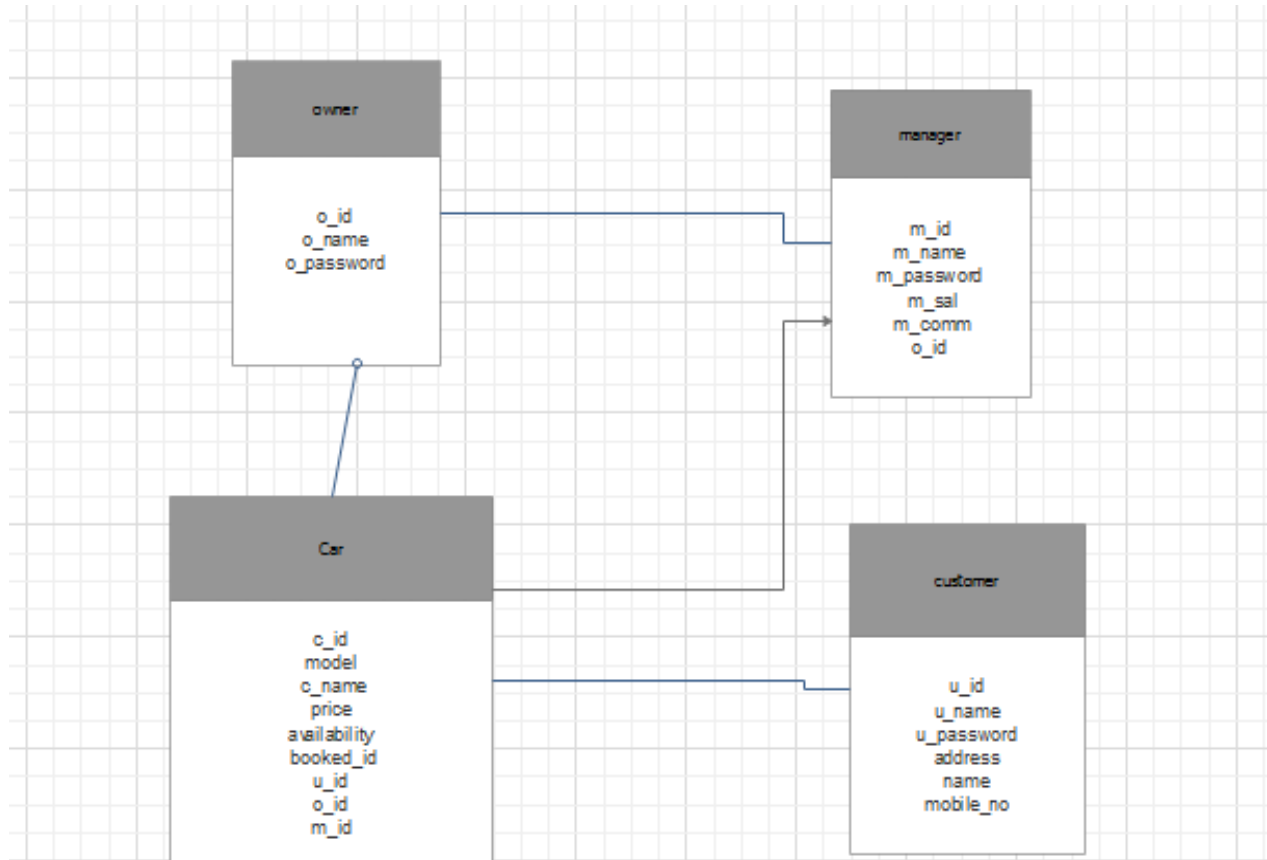 owner
o_id
o_name
o_password
manager
m_id
m_name
m_password
m_sal
m_comm
o_id
Car
c_id
model
c_name
price
availability
booked_id
u_id
o_id
m_id
customer
u_id
u_name
u_password
address
name
mobile_no